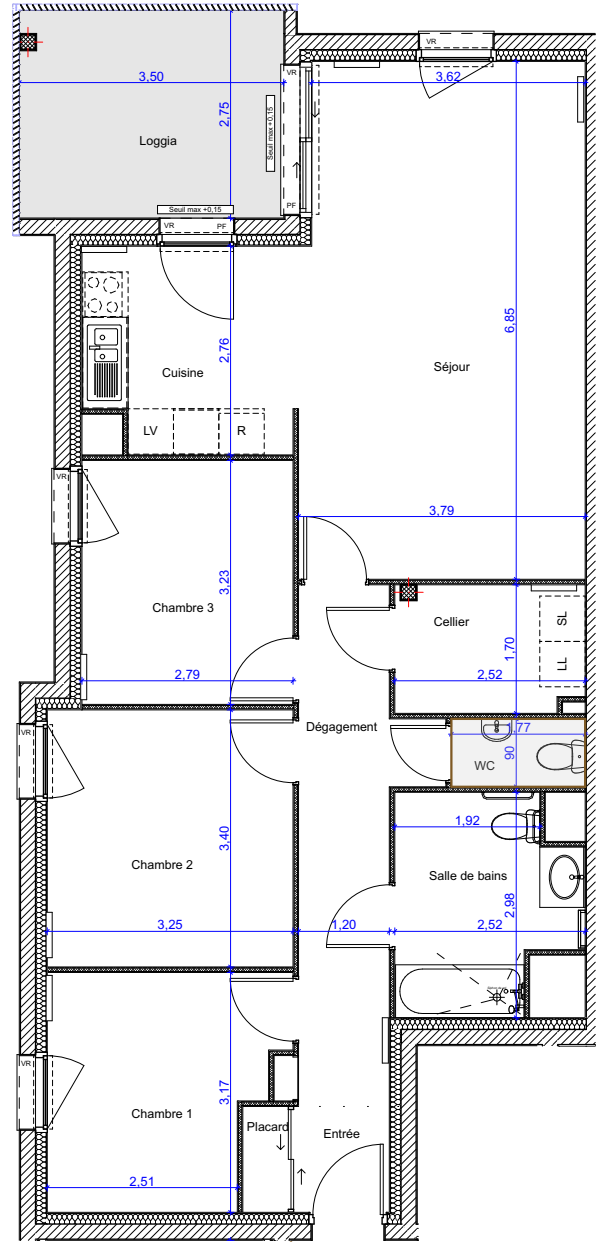 VR
3,50
2,75
Loggia
Seuil max +0,15
VR
PF
3,62
Seuil max +0,15
VR
PF
Cuisine
2,76
Séjour
6,85
LV
R
VR
3,79
Chambre 3
3,23
2,79
Cellier
SL
LL
1,70
2,52
Dégagement
1,77
90
WC
VR
Chambre 2
3,40
3,25
1,20
1,92
Salle de bains
2,98
2,52
VR
Chambre 1
3,17
2,51
Placard
Entrée